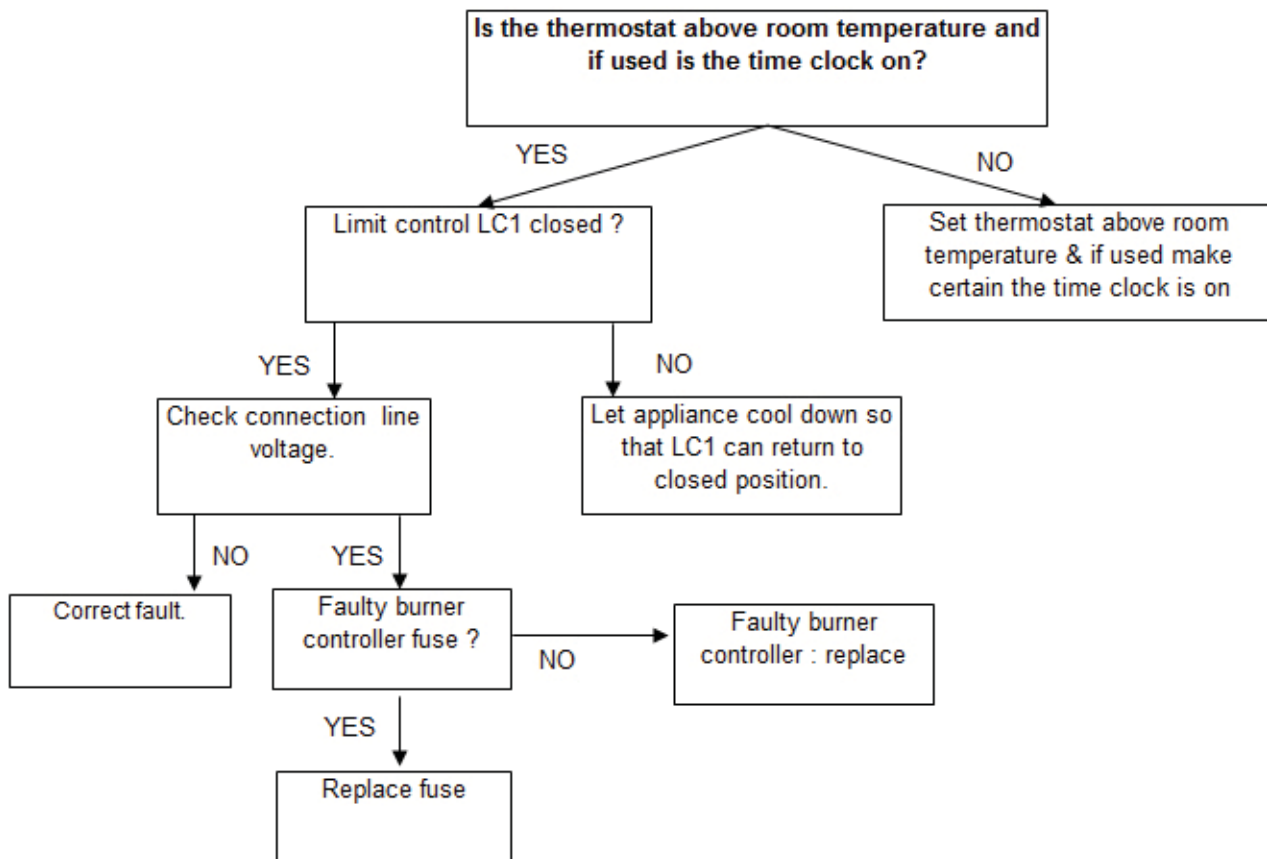 Is the thermostat above room temperature and
if used is the time clock on?
YES
NO
Limit control LC1 closed ?
Set thermostat above room
temperature & if used make
certain the time clock is on
YES
NO
Check connection line
voltage.
Let appliance cool down so
that LC1 can return to
closed position.
NO
YES
Correct fault.
Faulty burner
controller fuse ?
NO
Faulty burner
controller : replace
YES
Replace fuse